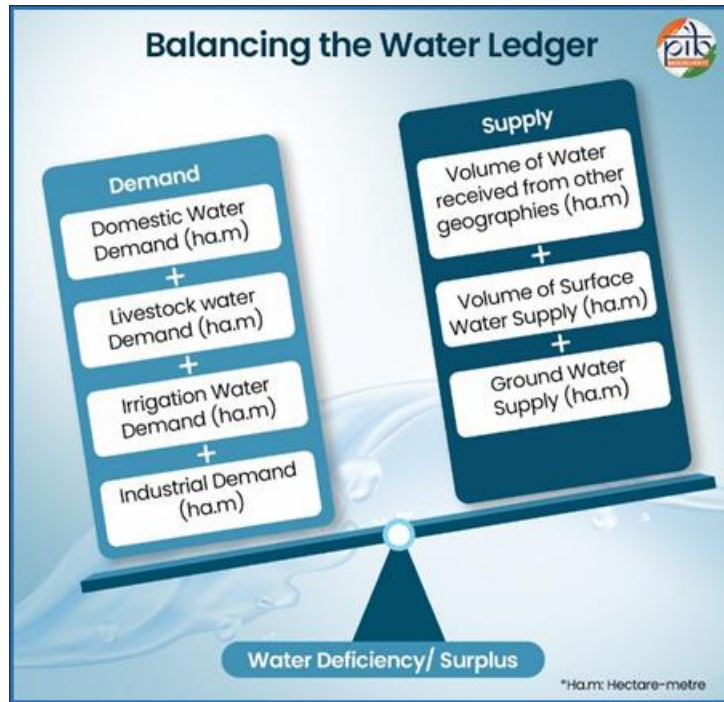 Balancing the Water Ledger
pib
Demand
Domestic Water
Demand (ha.m)
+
Livestock water
Demand (ha.m)
+
Irrigation Water
Demand (ha.m)
+
Industrial Demand
(ha.m)
Supply
Volume of Water
received from other
geographies (ha.m)
+
Volume of Surface
Water Supply (ha.m)
+
Ground Water
Supply (ha.m)
Water Deficiency/ Surplus
*Ha.m: Hectare-metre